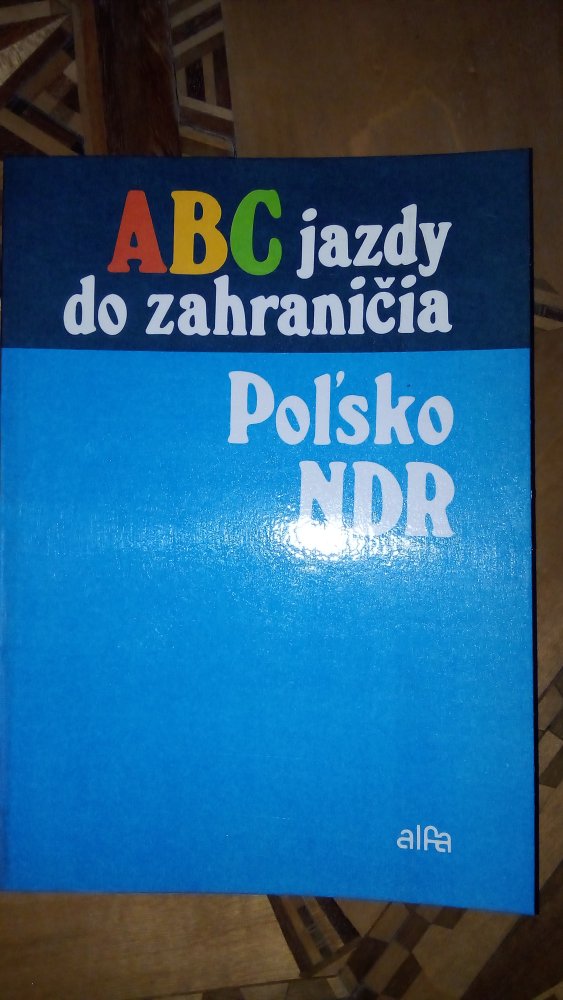 ABC jazdy
do zahraničia
Poľsko
NDR
alfa